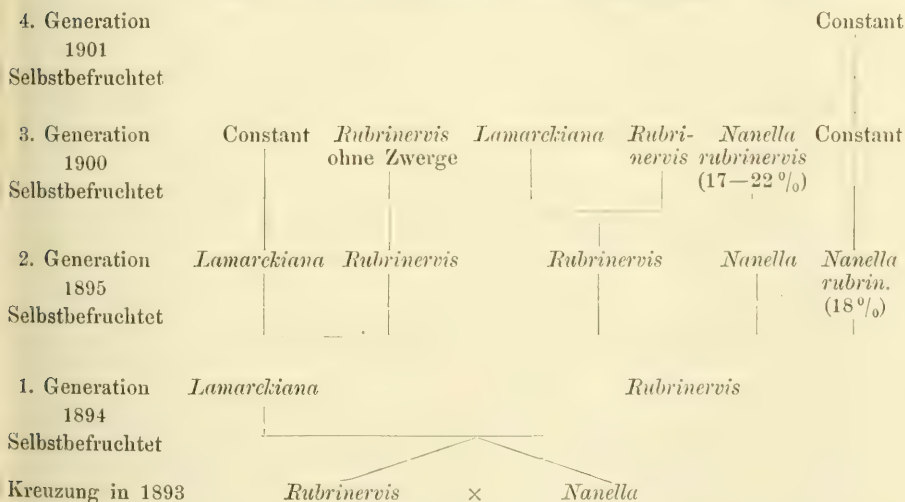 4. Generation Constant
1901
Selbstbefruchtet
3. Generation Constant Rubrinervis Lamarckiana Rubri- Nanella Constant
1900 ohne Zwerge nervis rubrinervis
Selbstbefruchtet (17—22 %)
2. Generation Lamarckiana Rubrinervis Rubrinervis Nanella Nanella
1895 rubrin.
Selbstbefruchtet (18 %)
1. Generation Lamarckiana Rubrinervis
1894
Selbstbefruchtet
Kreuzung in 1893 Rubrinervis × Nanella